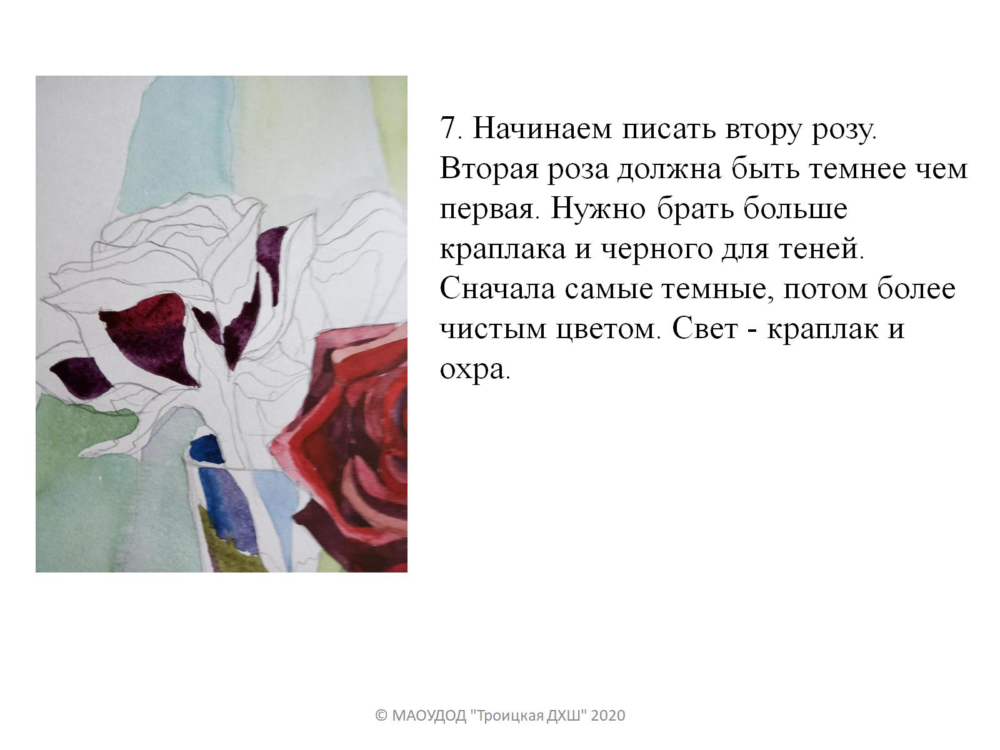 7. Начинаем писать втору розу.
Вторая роза должна быть темнее чем
первая. Нужно брать больше
краплака и черного для теней.
Сначала самые темные, потом более
чистым цветом. Свет - краплак и
охра.
© МАОУДОД "Троицкая ДХШ" 2020